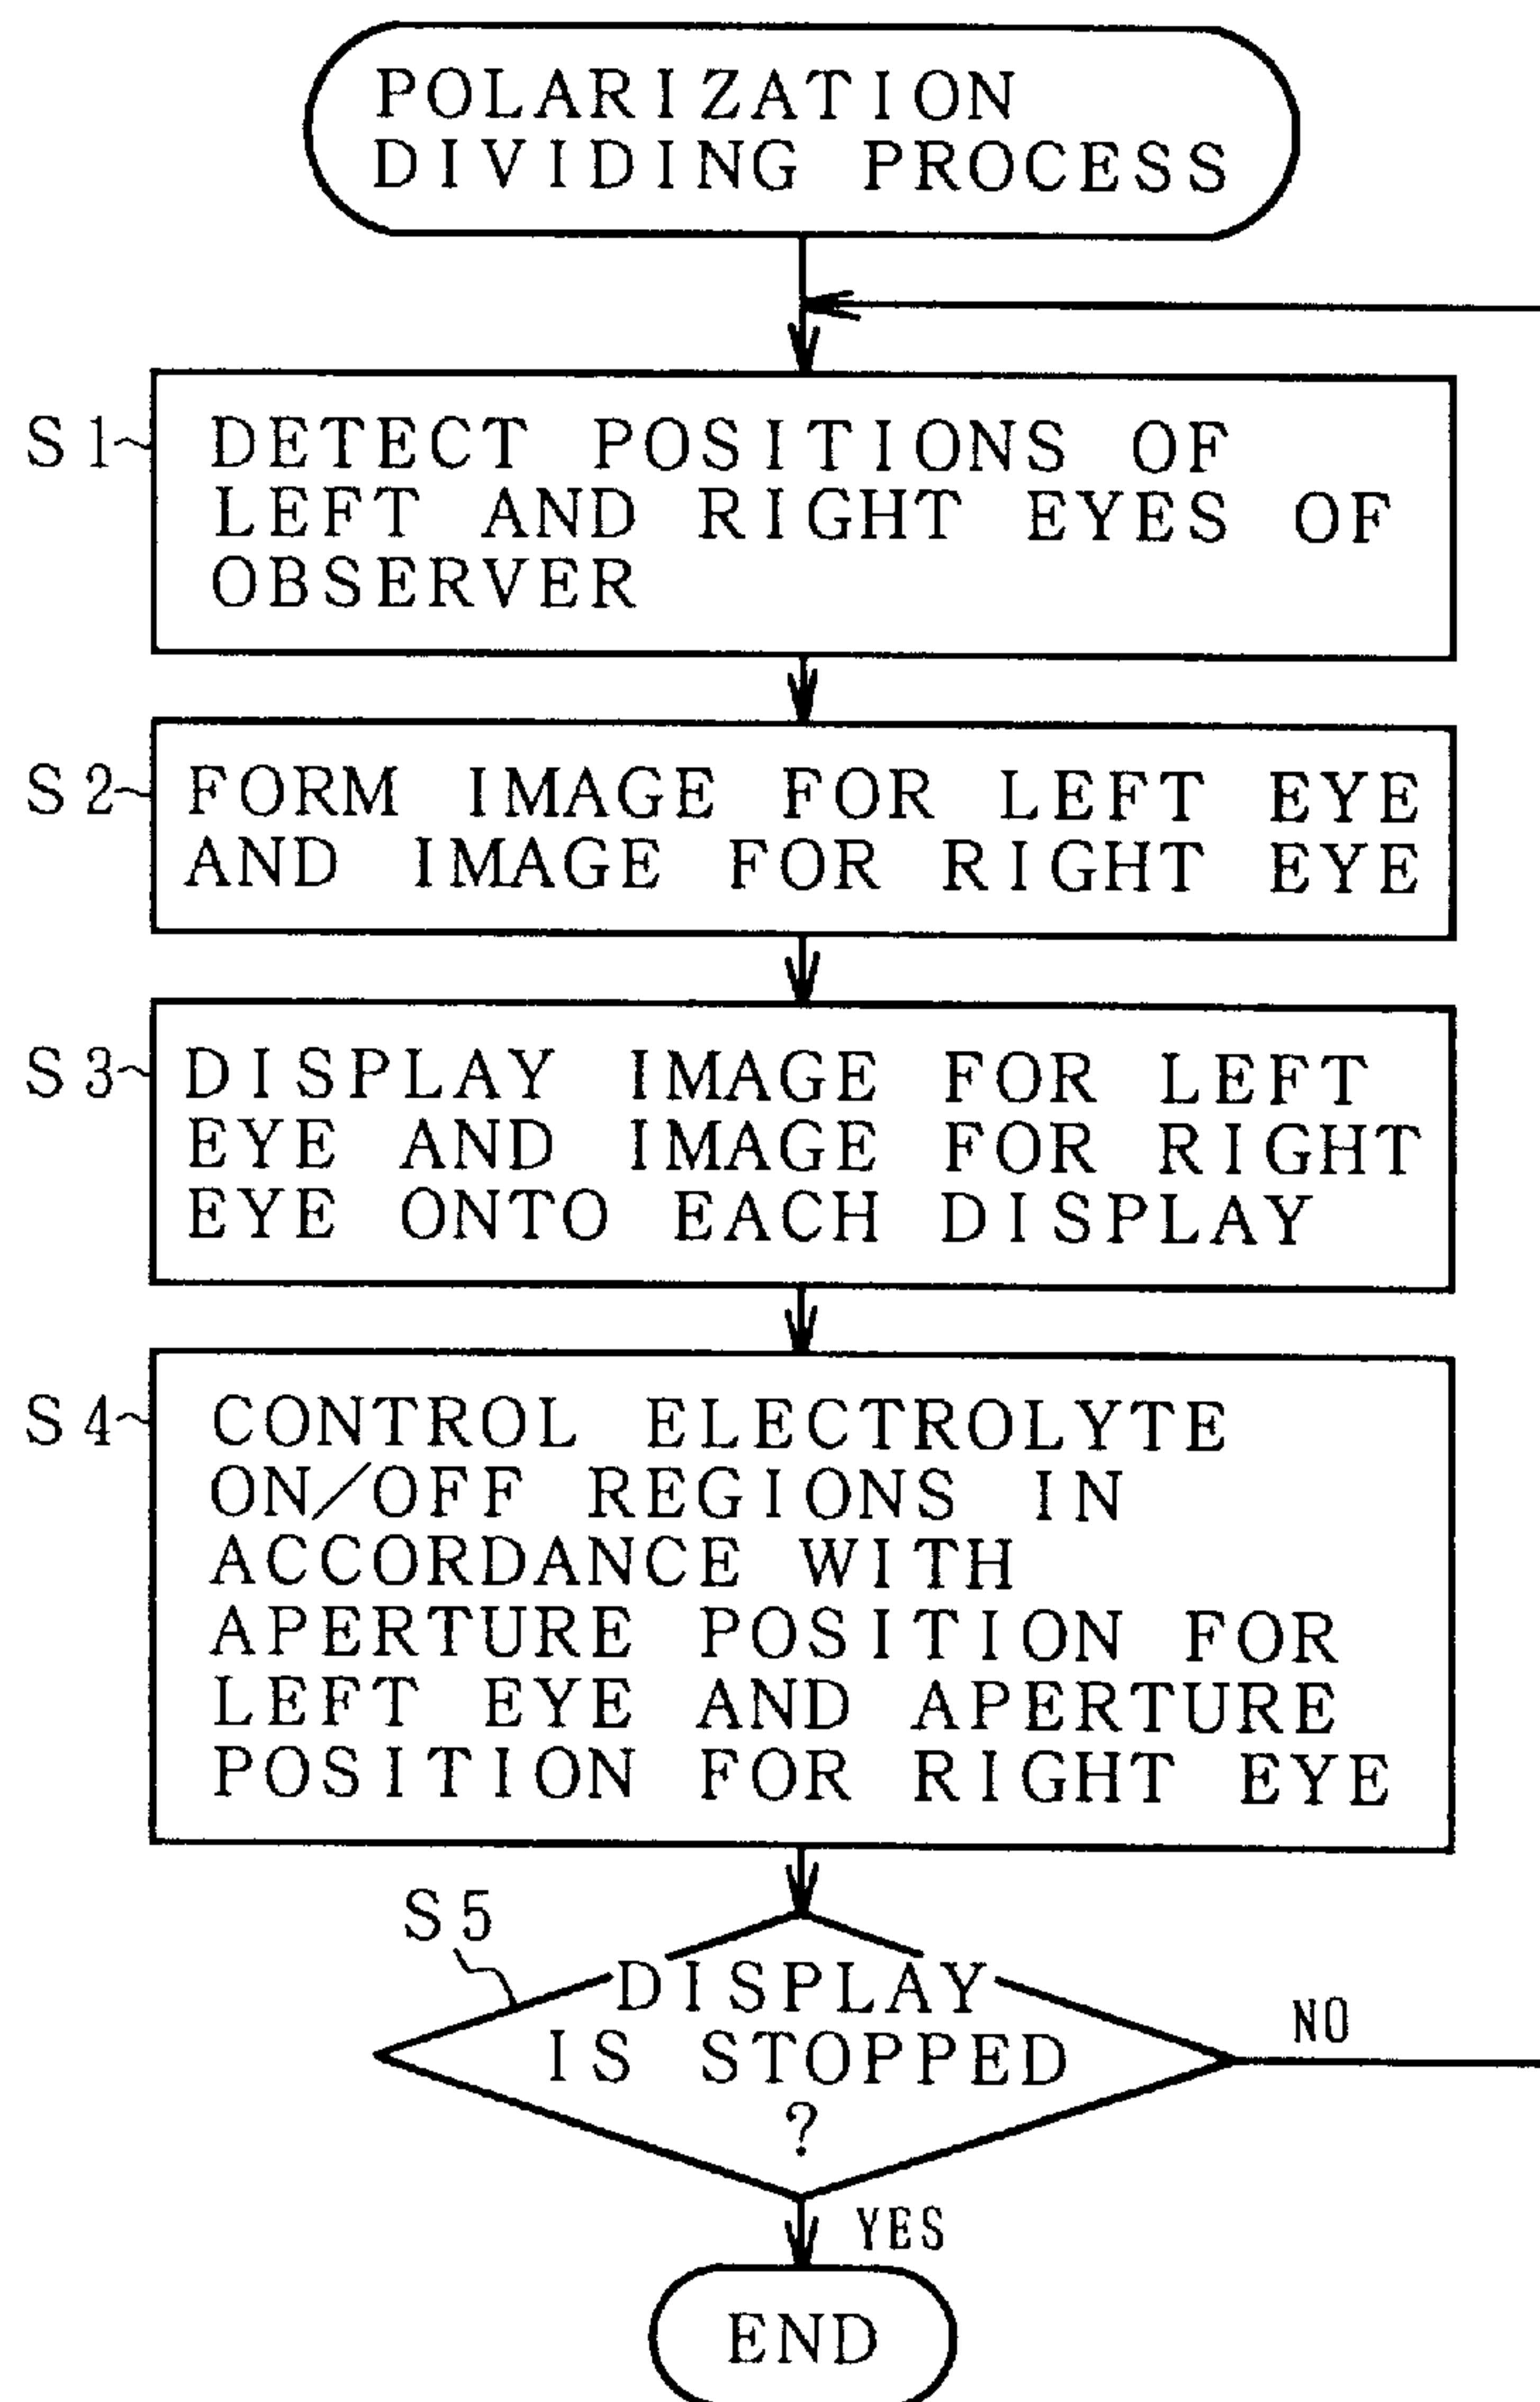 POLARIZATION
DIVIDING PROCESS
S1
DETECT POSITIONS OF
LEFT AND RIGHT EYES OF
OBSERVER
S2
FORM IMAGE FOR LEFT EYE
AND IMAGE FOR RIGHT EYE
S3
DISPLAY IMAGE FOR LEFT
EYE AND IMAGE FOR RIGHT
EYE ONTO EACH DISPLAY
S4
CONTROL ELECTROLYTE
ON/OFF REGIONS IN
ACCORDANCE WITH
APERTURE POSITION FOR
LEFT EYE AND APERTURE
POSITION FOR RIGHT EYE
S5
DISPLAY
IS STOPPED
?
NO
YES
END